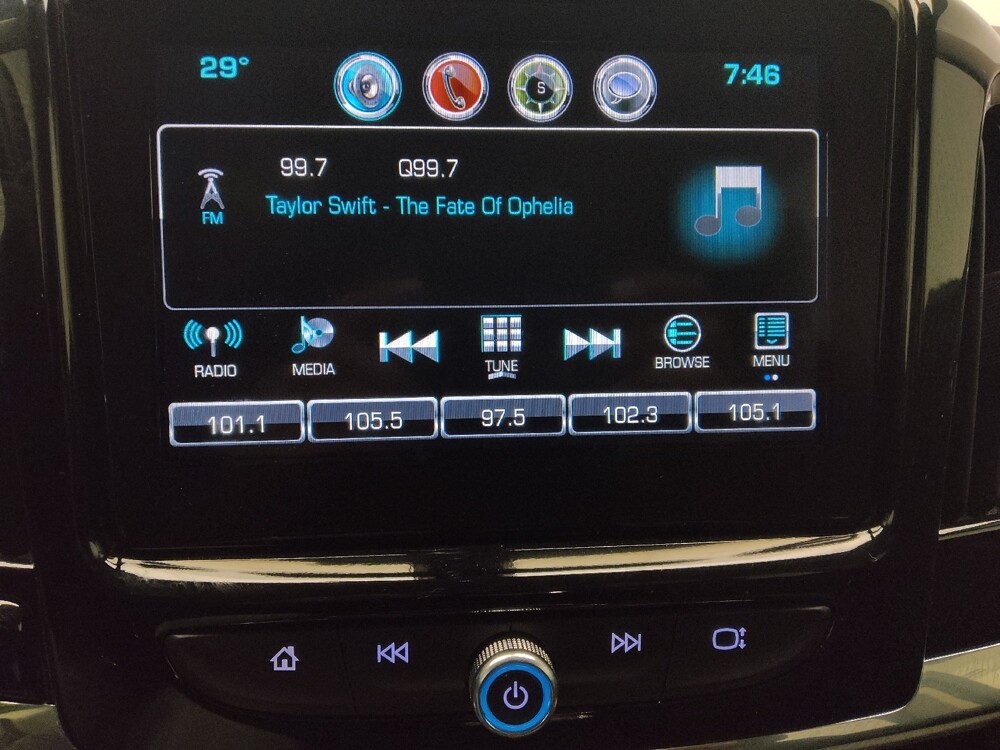 29° 7:46
S
99.7 Q99.7
Taylor Swift - The Fate Of Ophelia
FM
RADIO MEDIA TUNE BROWSE MENU
101.1 105.5 97.5 102.3 105.1